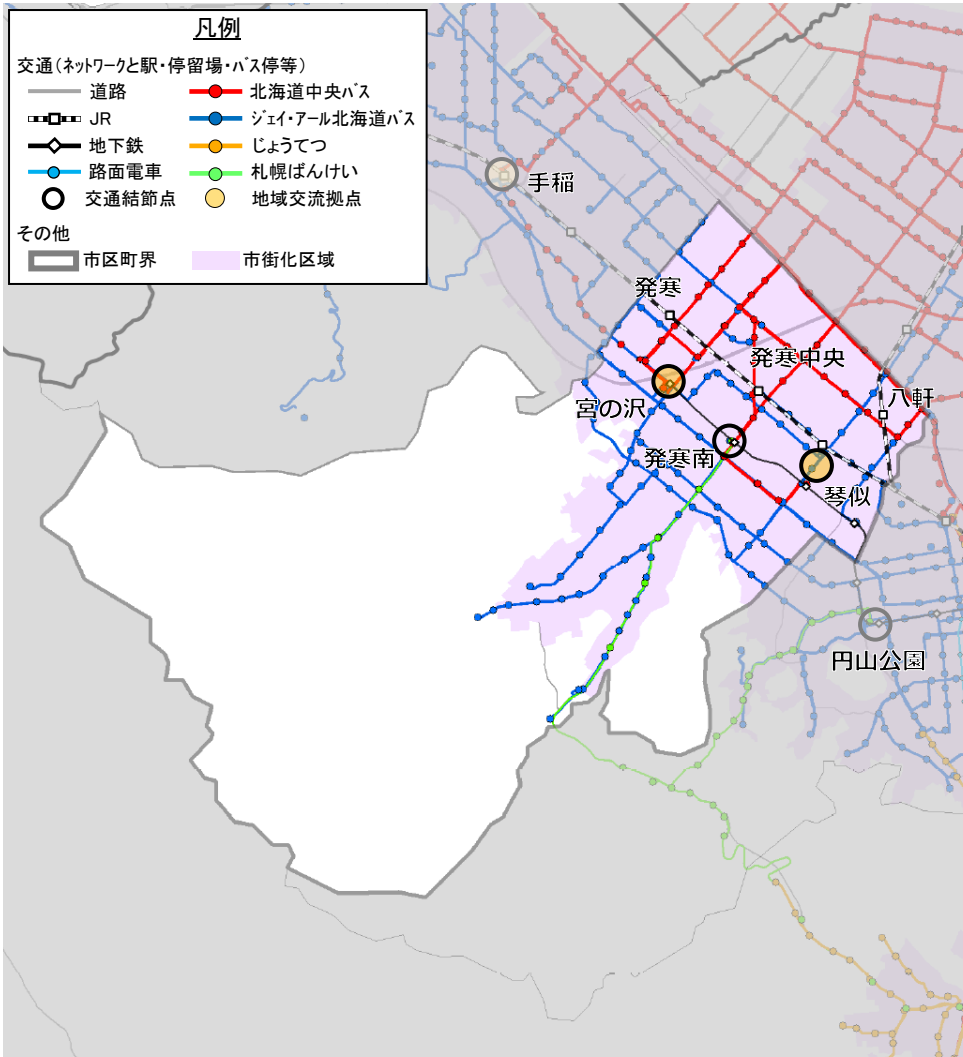 凡例
交通(ネットワークと駅・停留場・バス停等)
道路
北海道中央バス
JR
ジェイ・アール北海道バス
地下鉄
じょうてつ
路面電車
札幌ばんけい
交通結節点
地域交流拠点
その他
市区町界
市街化区域
手稲
発寒
発寒中央
八軒
宮の沢
発寒南
琴似
円山公園